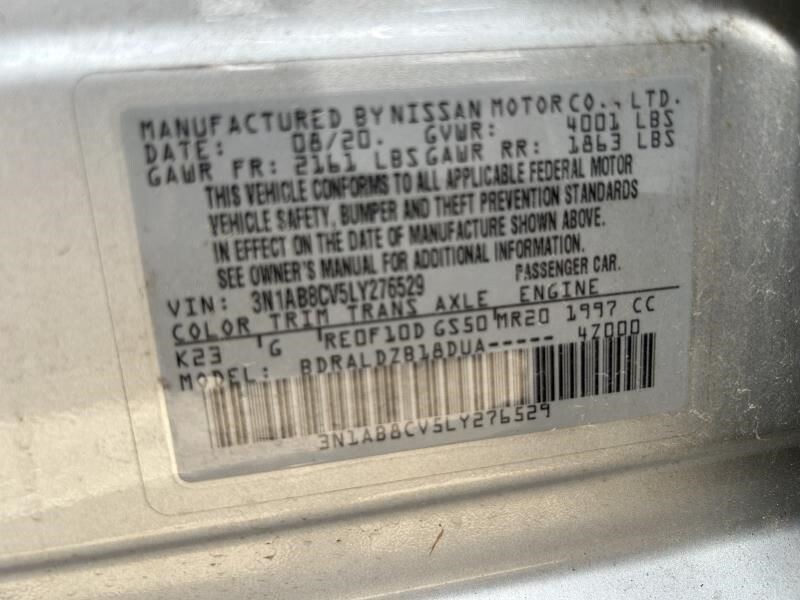 MANUFACTURED BY NISSAN MOTOR CO., LTD.
DATE: 08/20. GVWR: 4001 LBS
GAWR FR: 2161 LBS GAWR RR: 1863 LBS
THIS VEHICLE CONFORMS TO ALL APPLICABLE FEDERAL MOTOR
VEHICLE SAFETY, BUMPER AND THEFT PREVENTION STANDARDS
IN EFFECT ON THE DATE OF MANUFACTURE SHOWN ABOVE.
SEE OWNER'S MANUAL FOR ADDITIONAL INFORMATION.
VIN: 3N1AB8CV5LY276529 PASSENGER CAR.
COLOR TRIM TRANS AXLE ENGINE
K23 G RE0F10D GS50 MR20 1997 CC
MODEL: BDRALDZB18DUA----- 47000
3N1AB8CV5LY276529